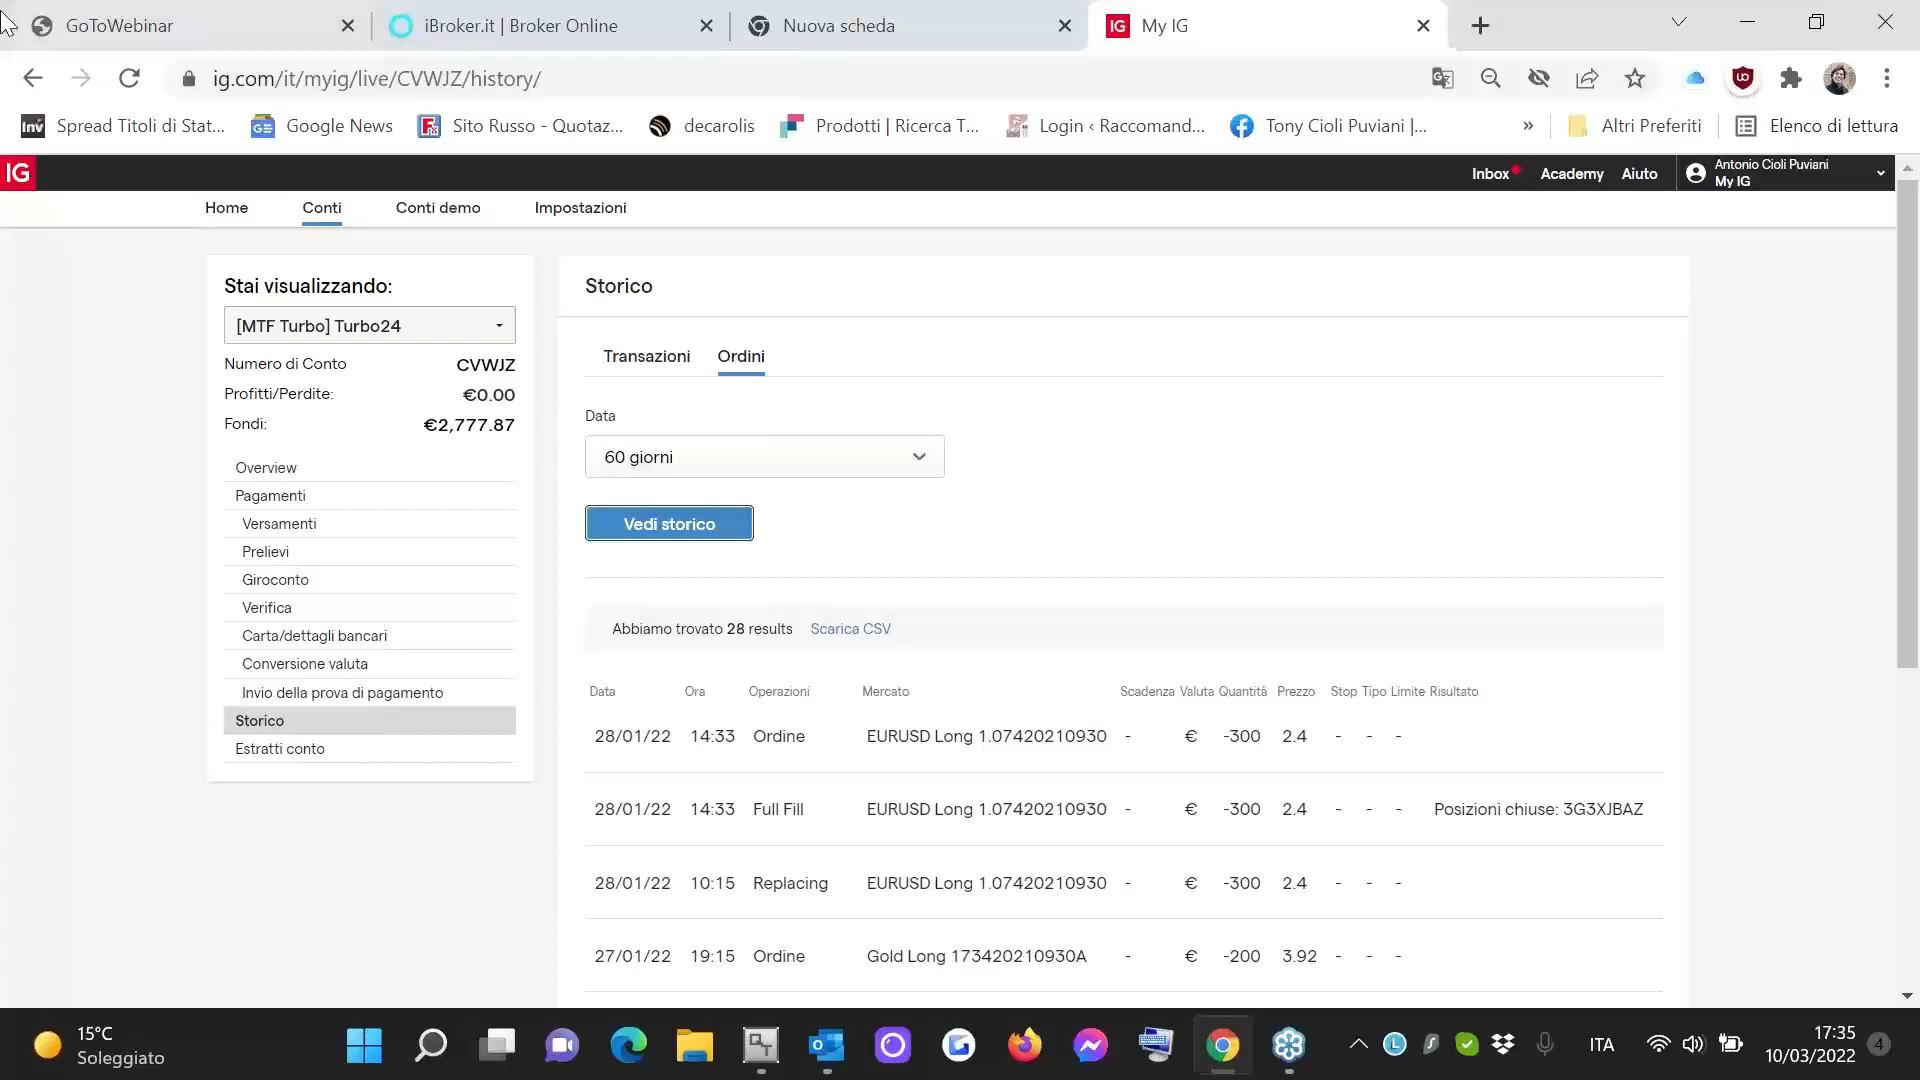 GoToWebinar
iBroker.it | Broker Online
Nuova scheda
IG My IG
ig.com/it/myig/live/CVWJZ/history/
Inv Spread Titoli di Stat...
Google News
Sito Russo - Quotaz...
decarolis
Prodotti | Ricerca T...
Login ‹ Raccomand...
Tony Cioli Puviani |...
»
Altri Preferiti
Elenco di lettura
IG
Inbox
Academy
Aiuto
Antonio Cioli Puviani
My IG
Home
Conti
Conti demo
Impostazioni
Stai visualizzando:
[MTF Turbo] Turbo24
Numero di Conto CVWJZ
Profitti/Perdite: €0.00
Fondi: €2,777.87
Overview
Pagamenti
Versamenti
Prelievi
Giroconto
Verifica
Carta/dettagli bancari
Conversione valuta
Invio della prova di pagamento
Storico
Estratti conto
Storico
Transazioni Ordini
Data
60 giorni
Vedi storico
Abbiamo trovato 28 results Scarica CSV
Data Ora Operazioni Mercato Scadenza Valuta Quantità Prezzo Stop Tipo Limite Risultato
28/01/22 14:33 Ordine EURUSD Long 1.07420210930 - € -300 2.4 - - -
28/01/22 14:33 Full Fill EURUSD Long 1.07420210930 - € -300 2.4 - - - Posizioni chiuse: 3G3XJBAZ
28/01/22 10:15 Replacing EURUSD Long 1.07420210930 - € -300 2.4 - - -
27/01/22 19:15 Ordine Gold Long 173420210930A - € -200 3.92 - - -
15°C
Soleggiato
ITA
17:35
10/03/2022
4